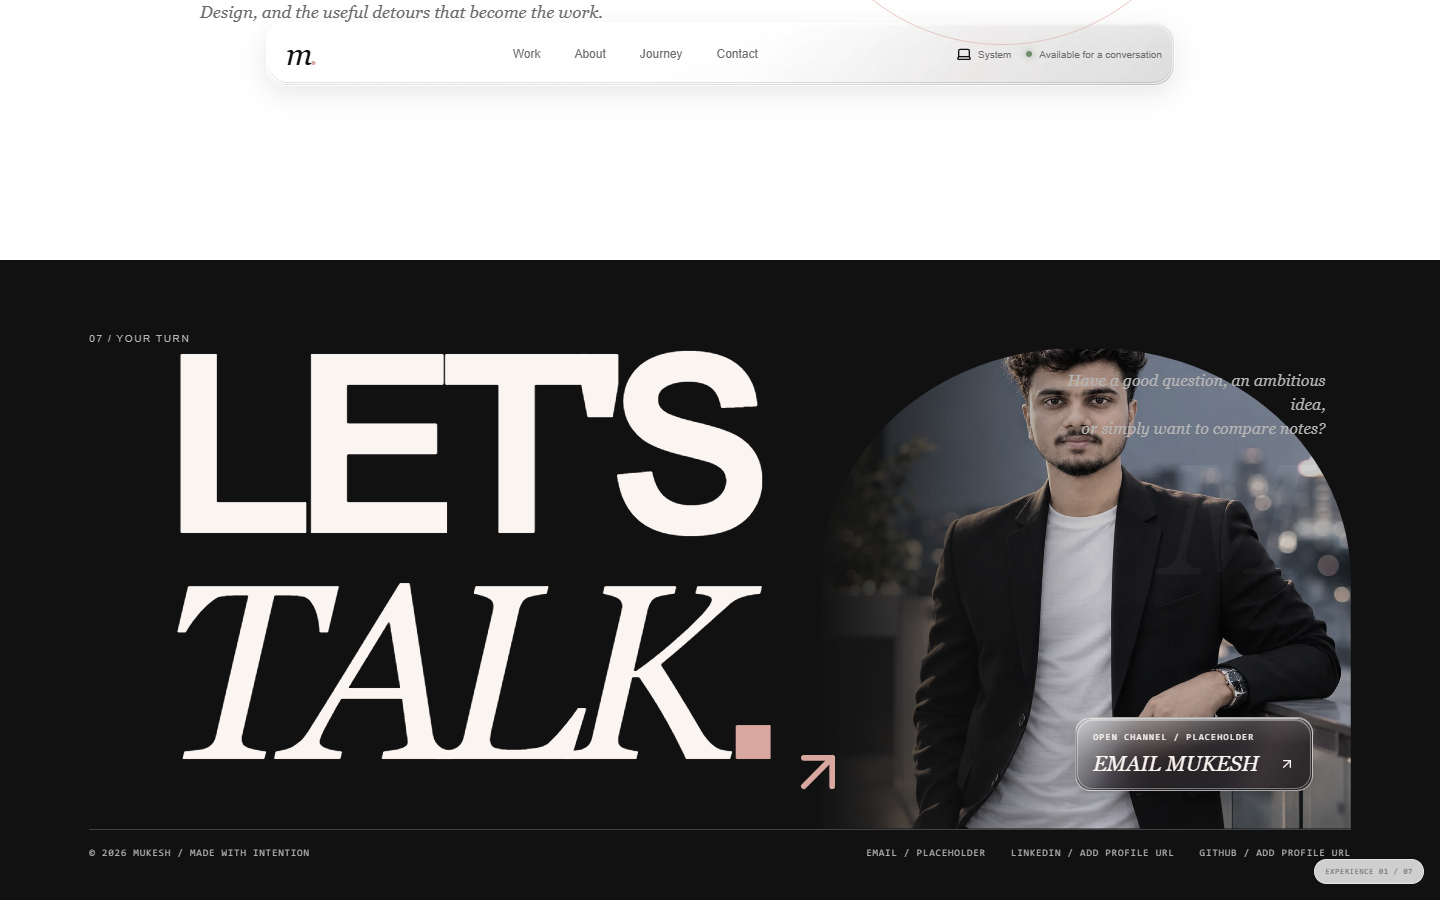 Design, and the useful detours that become the work.
m.
Work
About
Journey
Contact
System
Available for a conversation
07 / YOUR TURN
LET'S
TALK.
Have a good question, an ambitious
idea,
or simply want to compare notes?
M
OPEN CHANNEL / PLACEHOLDER
EMAIL MUKESH
© 2026 MUKESH / MADE WITH INTENTION
EMAIL / PLACEHOLDER
LINKEDIN / ADD PROFILE URL
GITHUB / ADD PROFILE URL
EXPERIENCE 01 / 07